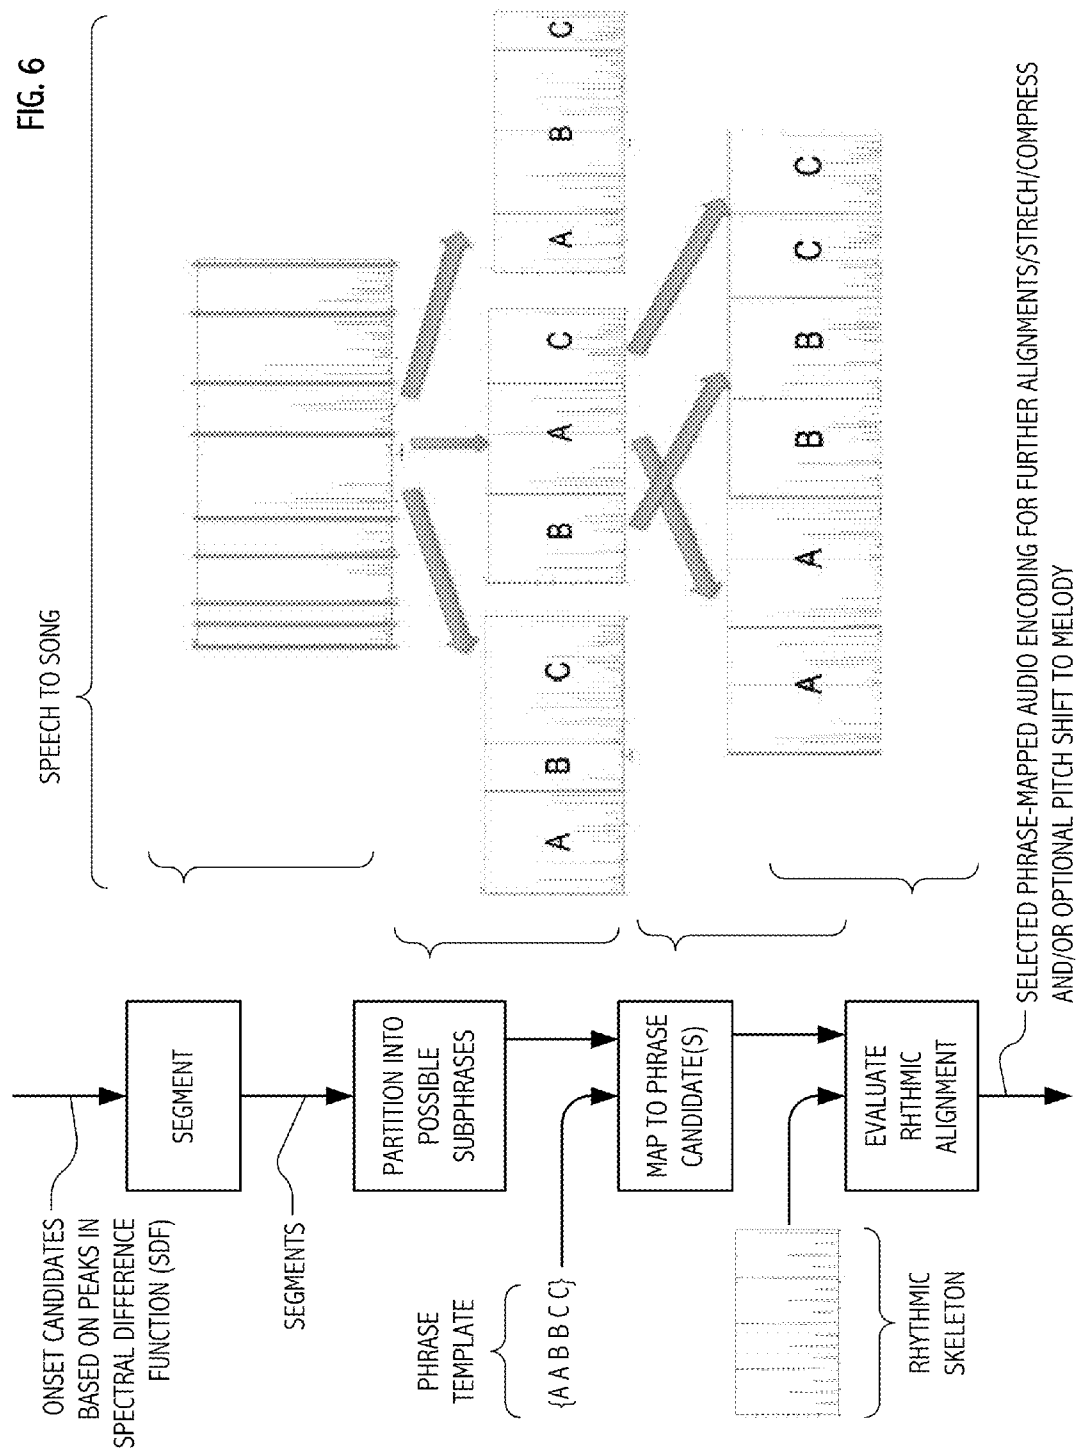 FIG. 6
SPEECH TO SONG
ONSET CANDIDATES
BASED ON PEAKS IN
SPECTRAL DIFFERENCE
FUNCTION (SDF)
SEGMENT
SEGMENTS
PARTITION INTO
POSSIBLE
SUBPHRASES
A B C
B A C
A B C
PHRASE
TEMPLATE
{A A B B C C}
MAP TO PHRASE
CANDIDATE(S)
A A B B C C
RHYTHMIC
SKELETON
EVALUATE
RHTHMIC
ALIGNMENT
SELECTED PHRASE-MAPPED AUDIO ENCODING FOR FURTHER ALIGNMENTS/STRECH/COMPRESS
AND/OR OPTIONAL PITCH SHIFT TO MELODY